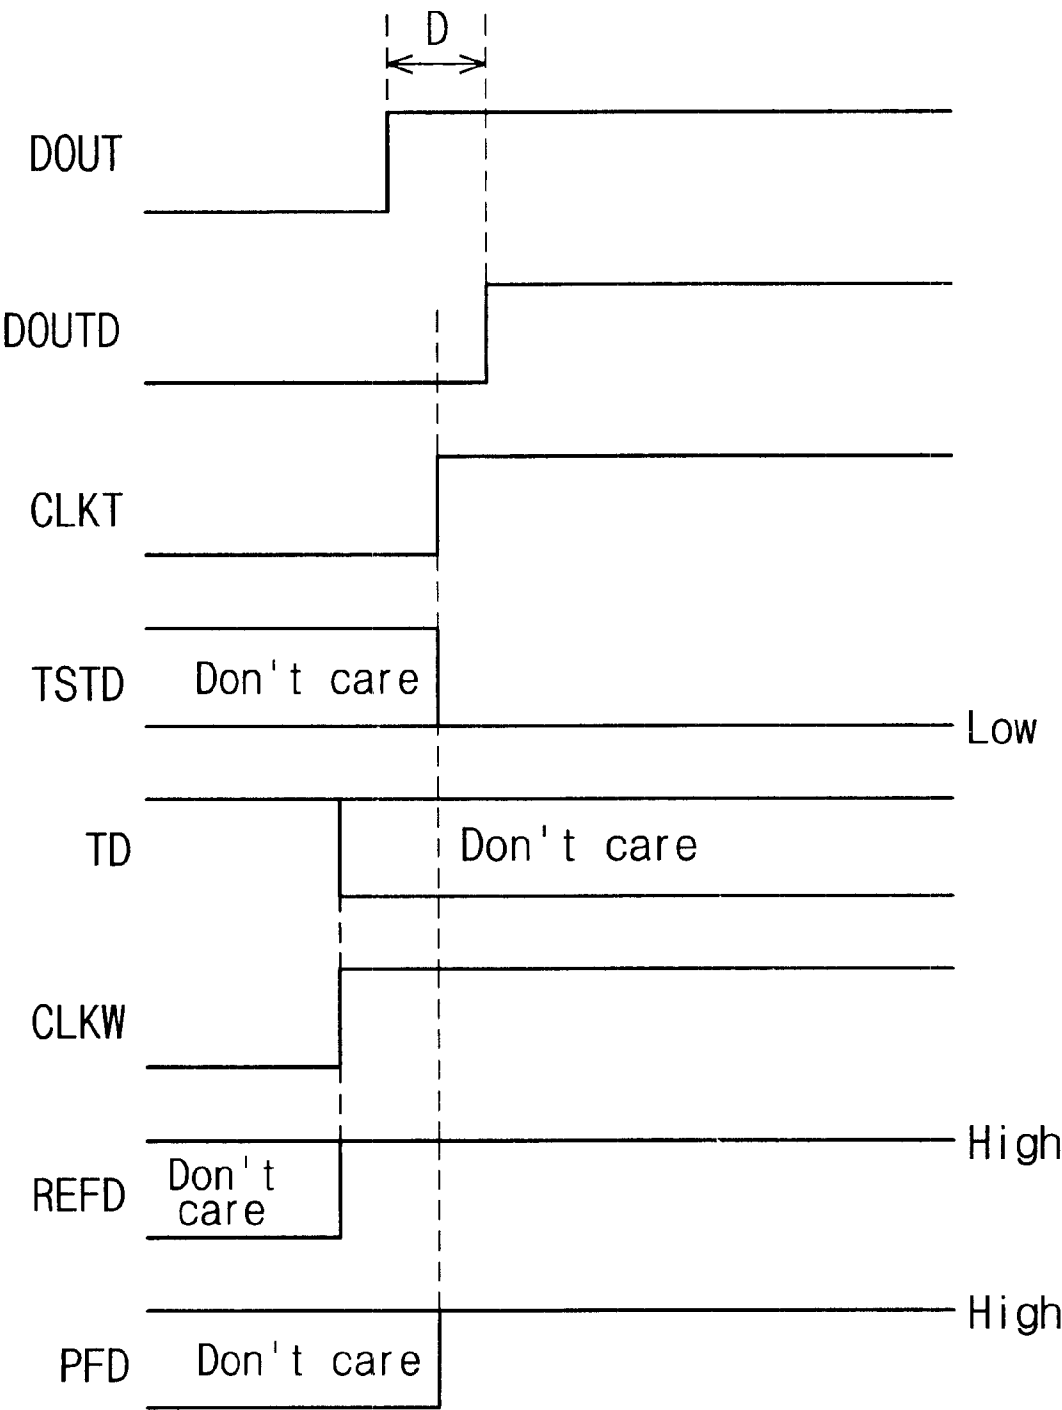 D
DOUT
DOUTD
CLKT
TSTD Don't care
Low
TD Don't care
CLKW
High
REFD Don't
care
High
PFD Don't care